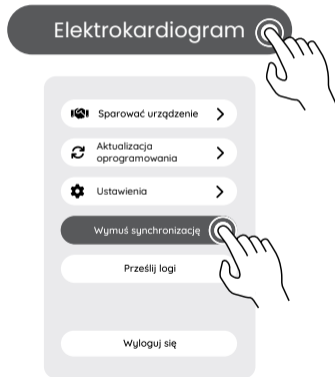 Elektrokardiogram
Sparować urządzenie
Aktualizacja
oprogramowania
Ustawienia
Wymuś synchronizację
Prześlij logi
Wyloguj się